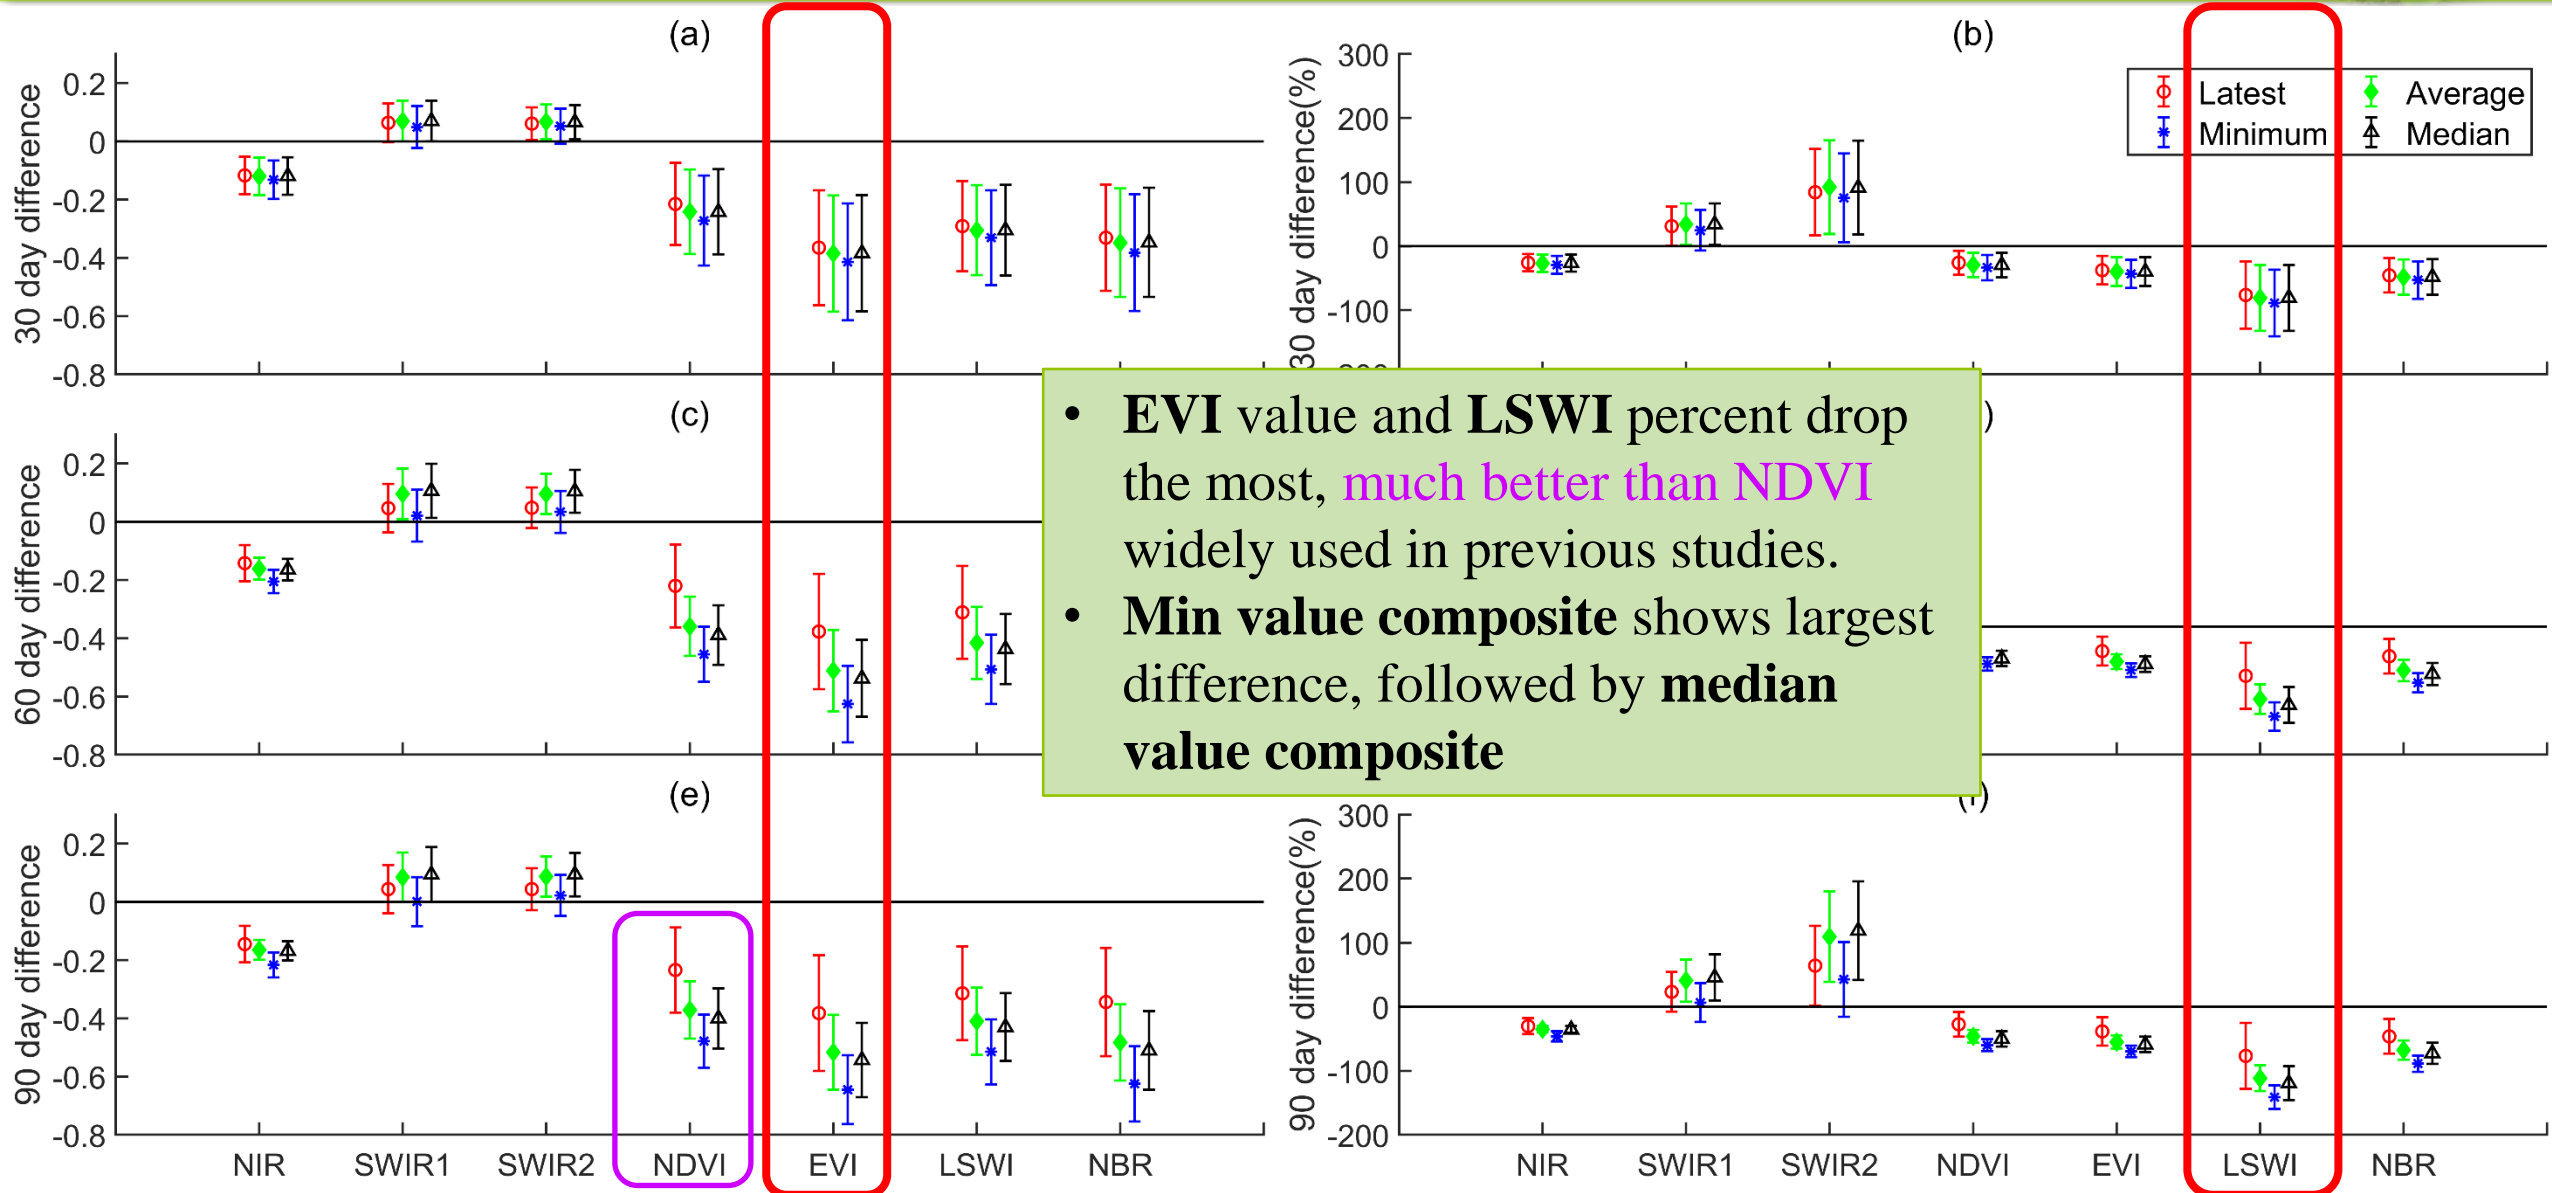 (a)
30 day difference
0.2
0
-0.2
-0.4
-0.6
-0.8
(b)
30 day difference(%)
300
200
100
0
-100
Latest
Average
Minimum
Median
(c)
60 day difference
0.2
0
-0.2
-0.4
-0.6
-0.8
• EVI value and LSWI percent drop
the most, much better than NDVI
widely used in previous studies.
• Min value composite shows largest
difference, followed by median
value composite
(e)
90 day difference
0.2
0
-0.2
-0.4
-0.6
-0.8
NIR SWIR1 SWIR2 NDVI EVI LSWI NBR
90 day difference(%)
300
200
100
0
-100
-200
NIR SWIR1 SWIR2 NDVI EVI LSWI NBR